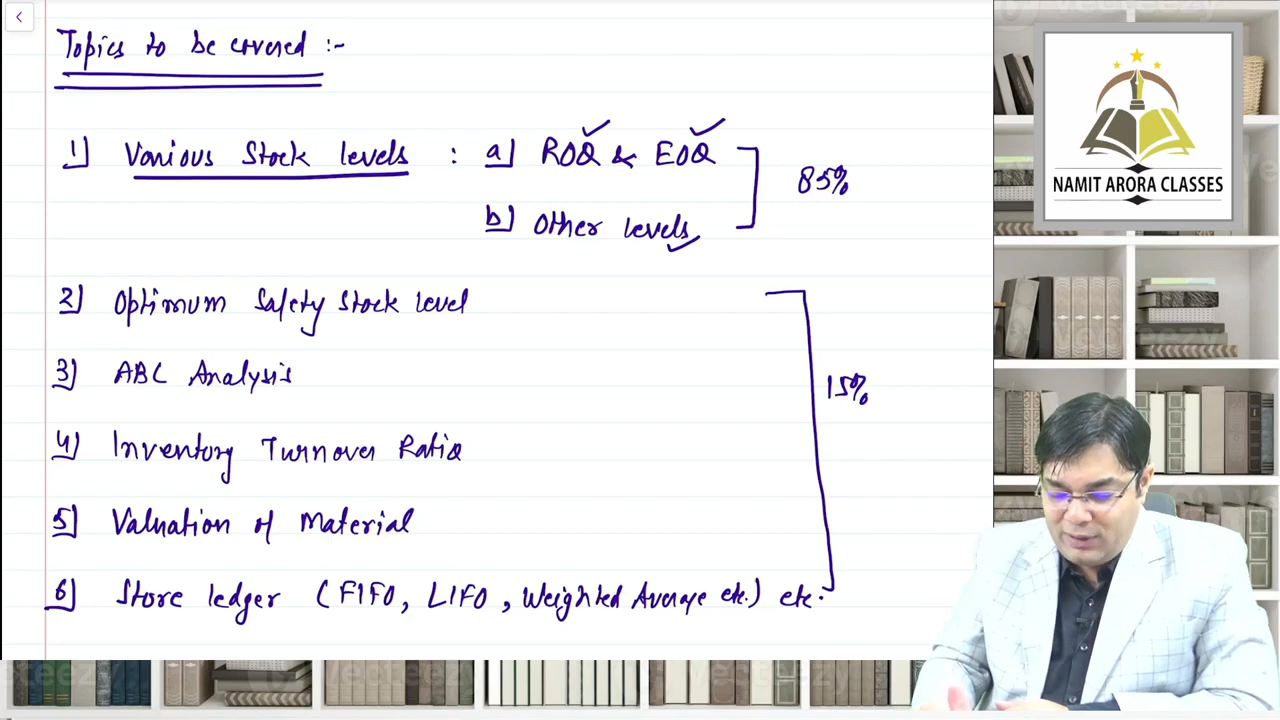 Topics to be covered :-
1] Various Stock levels : a] ROQ & EOQ
b] Other levels
85%
2] Optimum Safety Stock level
3] ABC Analysis
4] Inventory Turnover Ratio
5] Valuation of Material
6] Store ledger (FIFO, LIFO, Weighted Average etc.) etc.
15%
NAMIT ARORA CLASSES